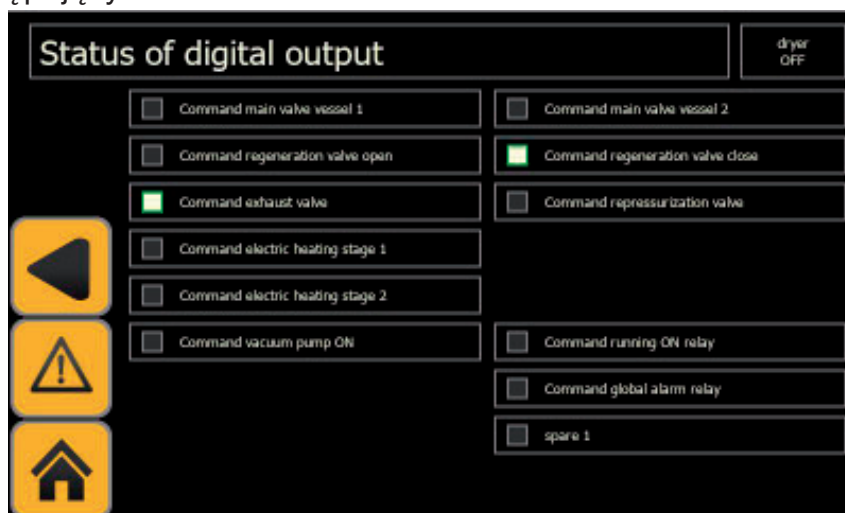 Status of digital output
dryer
OFF
Command main valve vessel 1
Command main valve vessel 2
Command regeneration valve open
Command regeneration valve close
Command exhaust valve
Command repressurization valve
Command electric heating stage 1
Command electric heating stage 2
Command vacuum pump ON
Command running ON relay
Command global alarm relay
spare 1